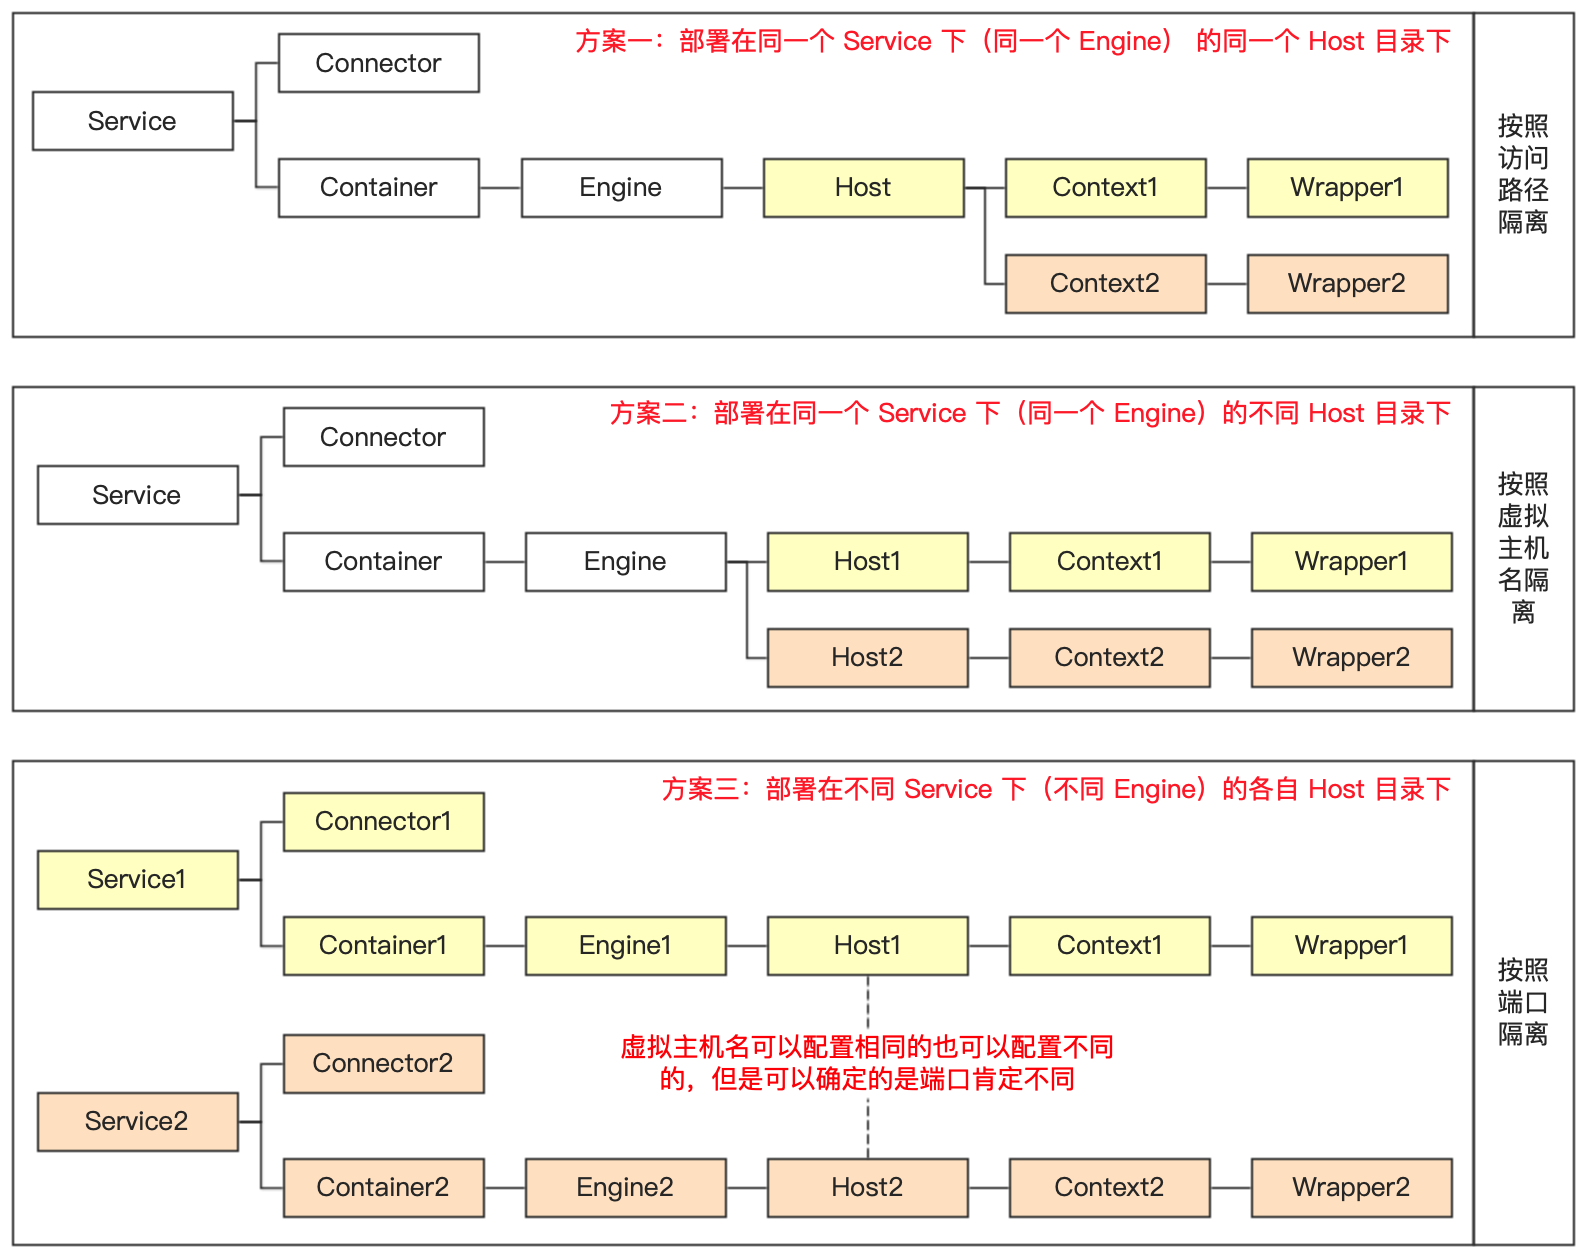 方案一：部署在同一个 Service 下（同一个 Engine） 的同一个 Host 目录下
Connector
Service
Container
Engine
Host
Context1
Wrapper1
Context2
Wrapper2
按照
访问
路径
隔离
方案二：部署在同一个 Service 下（同一个 Engine）的不同 Host 目录下
Connector
Service
Container
Engine
Host1
Context1
Wrapper1
Host2
Context2
Wrapper2
按照
虚拟
主机
名隔
离
方案三：部署在不同 Service 下（不同 Engine）的各自 Host 目录下
Connector1
Service1
Container1
Engine1
Host1
Context1
Wrapper1
虚拟主机名可以配置相同的也可以配置不同
的，但是可以确定的是端口肯定不同
Connector2
Service2
Container2
Engine2
Host2
Context2
Wrapper2
按照
端口
隔离